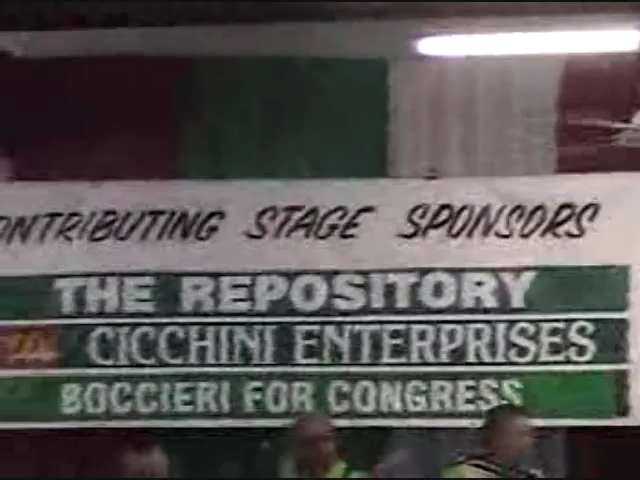 ONTRIBUTING STAGE SPONSORS
THE REPOSITORY
CICCHINI ENTERPRISES
BOCCIERI FOR CONGRESS